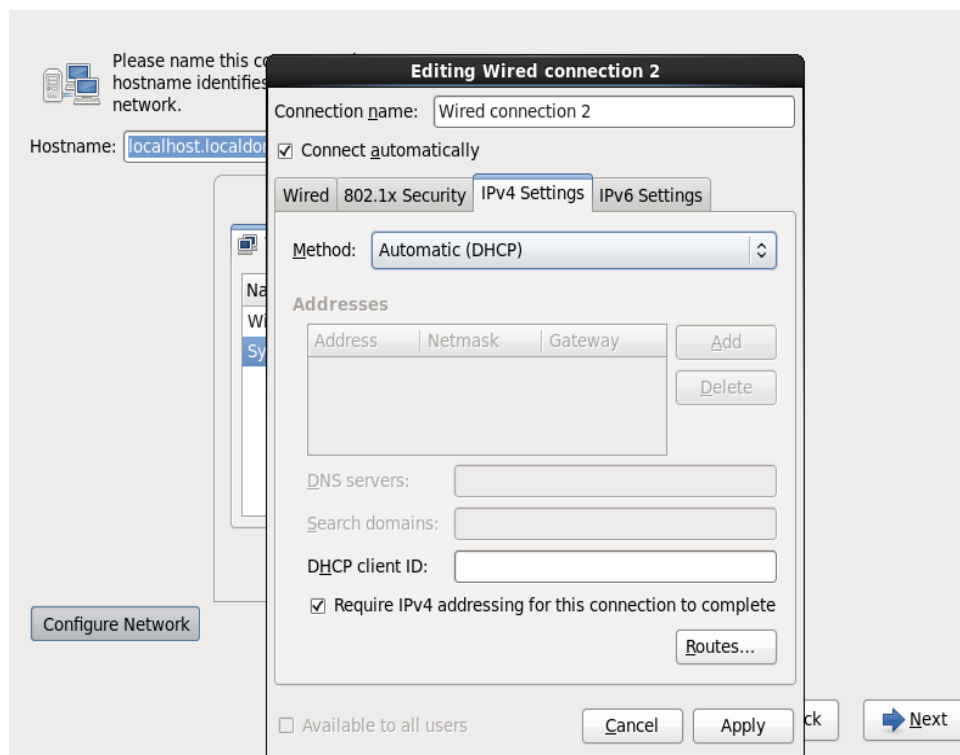 Please name this co
hostname identifies
network.
Hostname: localhost.localdo
Editing Wired connection 2
Connection name: Wired connection 2
Connect automatically
Wired 802.1x Security IPv4 Settings IPv6 Settings
Method: Automatic (DHCP)
Addresses
Address Netmask Gateway Add
Delete
DNS servers:
Search domains:
DHCP client ID:
Require IPv4 addressing for this connection to complete
Routes...
Available to all users Cancel Apply
Na
Wi
Sy
Configure Network
ck Next